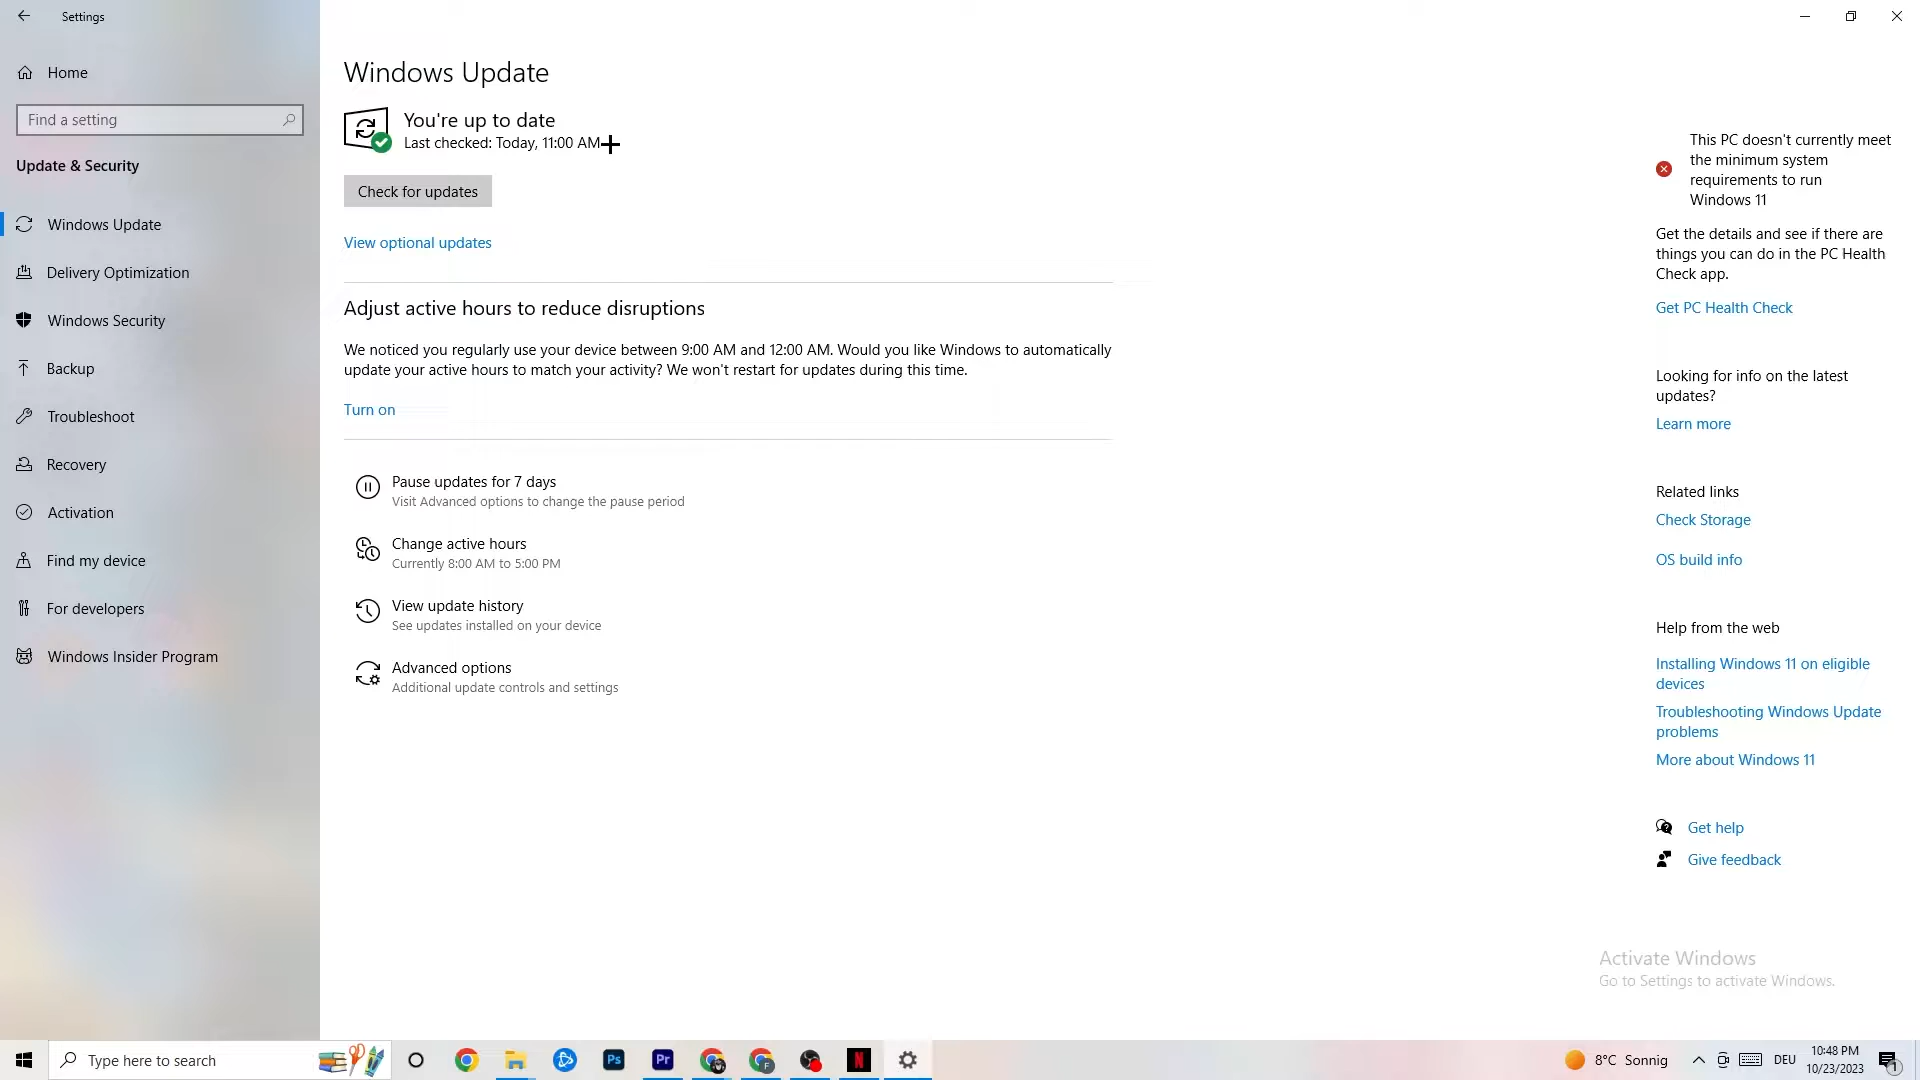 Settings
Home
Find a setting
Update & Security
Windows Update
Delivery Optimization
Windows Security
Backup
Troubleshoot
Recovery
Activation
Find my device
For developers
Windows Insider Program
Windows Update
You're up to date
Last checked: Today, 11:00 AM
Check for updates
View optional updates
Adjust active hours to reduce disruptions
We noticed you regularly use your device between 9:00 AM and 12:00 AM. Would you like Windows to automatically
update your active hours to match your activity? We won't restart for updates during this time.
Turn on
Pause updates for 7 days
Visit Advanced options to change the pause period
Change active hours
Currently 8:00 AM to 5:00 PM
View update history
See updates installed on your device
Advanced options
Additional update controls and settings
This PC doesn't currently meet
the minimum system
requirements to run
Windows 11
Get the details and see if there are
things you can do in the PC Health
Check app.
Get PC Health Check
Looking for info on the latest
updates?
Learn more
Related links
Check Storage
OS build info
Help from the web
Installing Windows 11 on eligible
devices
Troubleshooting Windows Update
problems
More about Windows 11
Get help
Give feedback
Activate Windows
Go to Settings to activate Windows.
Type here to search
Ps
Pr
F
N
8°C Sonnig
DEU
10:48 PM
10/23/2023
1